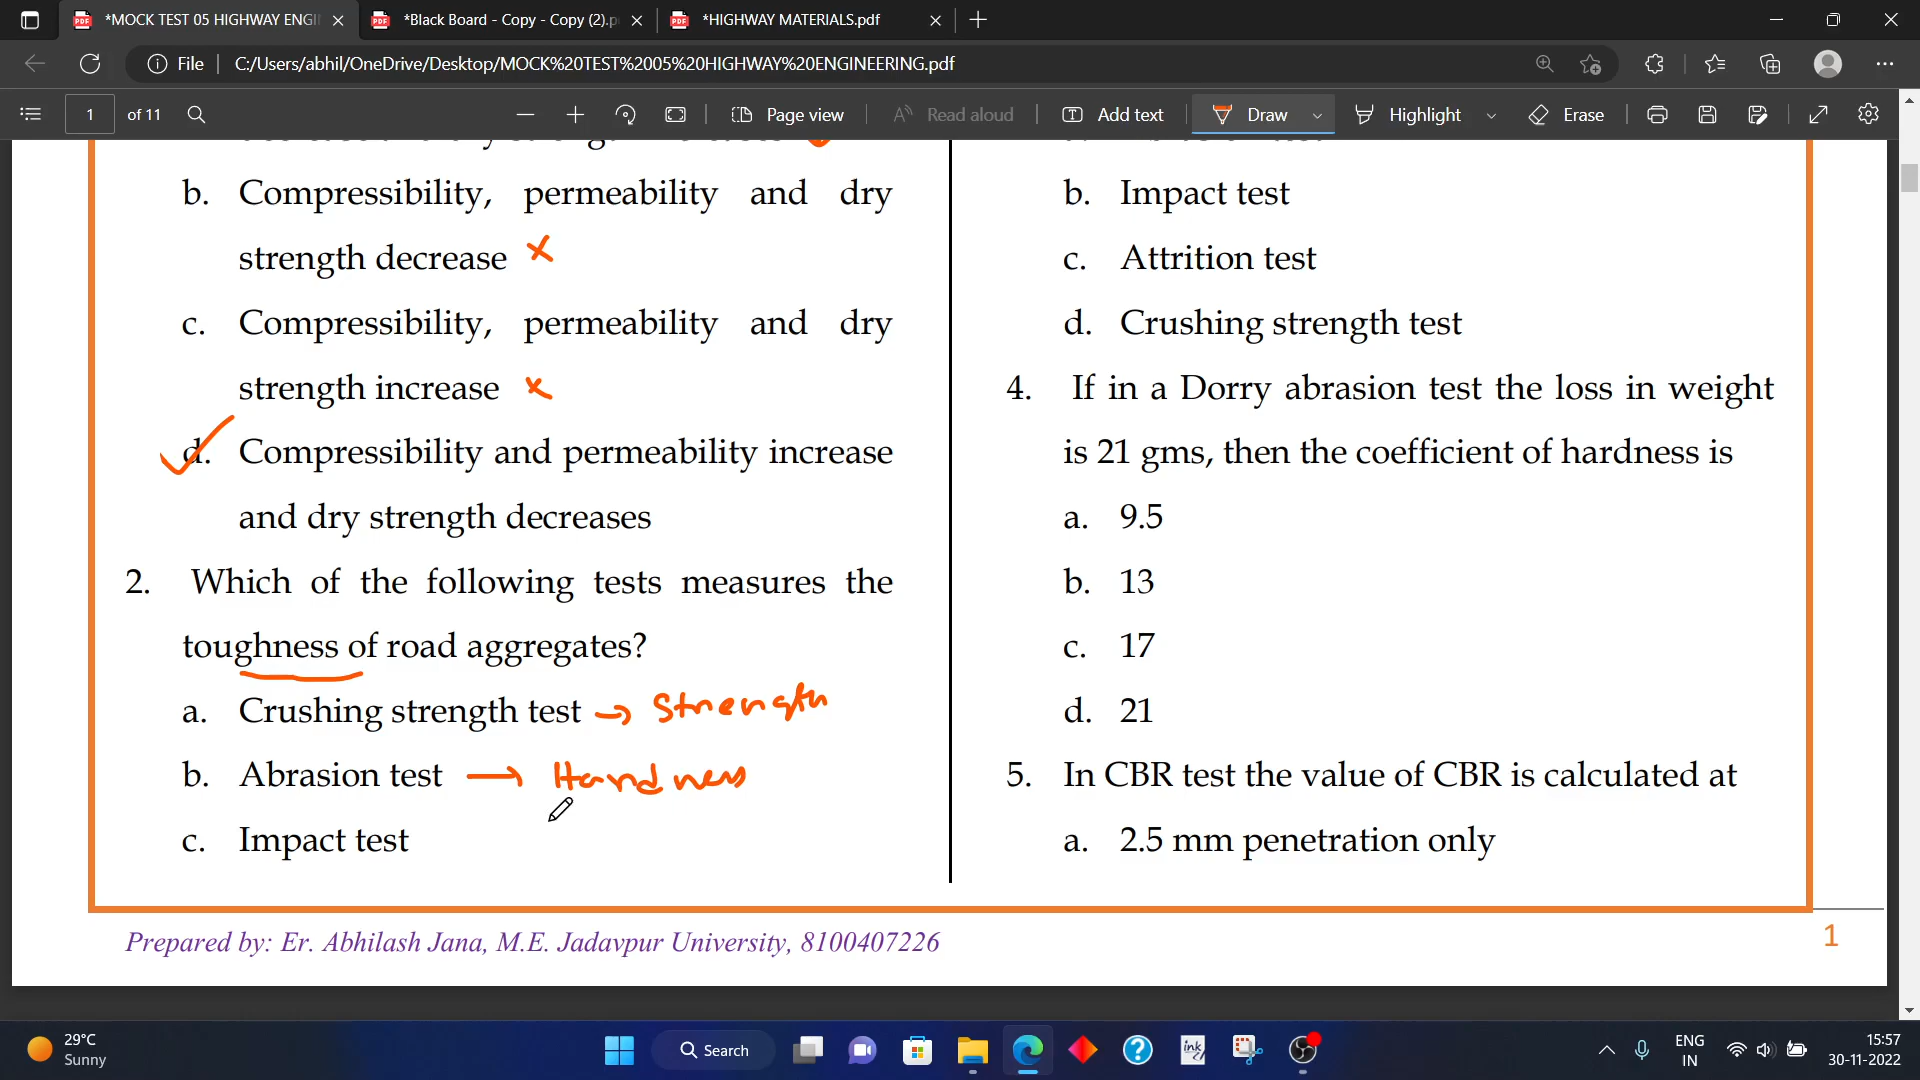 *MOCK TEST 05 HIGHWAY ENGI
*Black Board - Copy - Copy (2).p
*HIGHWAY MATERIALS.pdf
File
C:/Users/abhil/OneDrive/Desktop/MOCK%20TEST%2005%20HIGHWAY%20ENGINEERING.pdf
1 of 11
Page view
Read aloud
Add text
Draw
Highlight
Erase
b. Compressibility, permeability and dry
strength decrease
c. Compressibility, permeability and dry
strength increase
d. Compressibility and permeability increase
and dry strength decreases
2. Which of the following tests measures the
toughness of road aggregates?
a. Crushing strength test → Strength
b. Abrasion test → Hardness
c. Impact test
b. Impact test
c. Attrition test
d. Crushing strength test
4. If in a Dorry abrasion test the loss in weight
is 21 gms, then the coefficient of hardness is
a. 9.5
b. 13
c. 17
d. 21
5. In CBR test the value of CBR is calculated at
a. 2.5 mm penetration only
Prepared by: Er. Abhilash Jana, M.E. Jadavpur University, 8100407226
1
29°C
Sunny
Search
ink
ENG
IN
15:57
30-11-2022